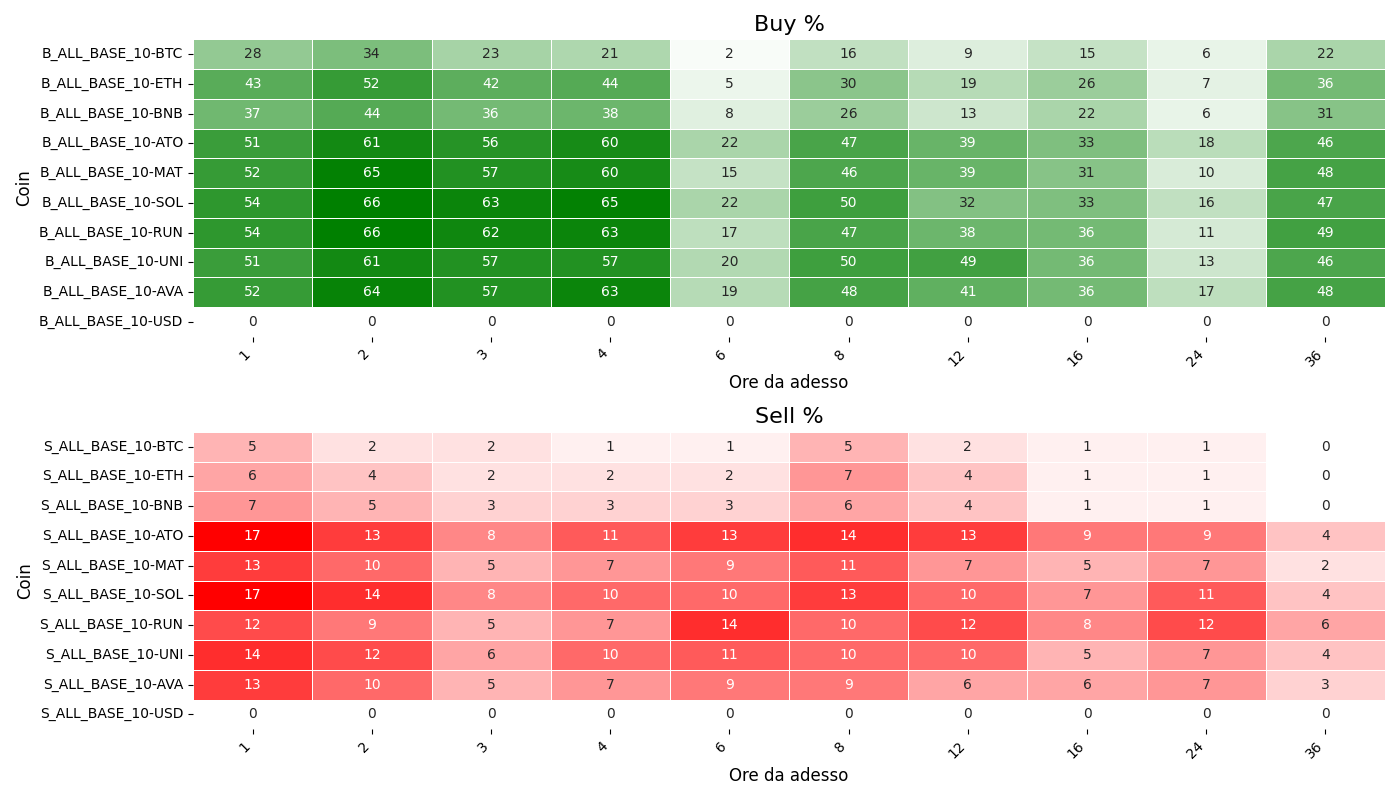 Buy %
Coin
B_ALL_BASE_10-BTC 28 34 23 21 2 16 9 15 6 22
B_ALL_BASE_10-ETH 43 52 42 44 5 30 19 26 7 36
B_ALL_BASE_10-BNB 37 44 36 38 8 26 13 22 6 31
B_ALL_BASE_10-ATO 51 61 56 60 22 47 39 33 18 46
B_ALL_BASE_10-MAT 52 65 57 60 15 46 39 31 10 48
B_ALL_BASE_10-SOL 54 66 63 65 22 50 32 33 16 47
B_ALL_BASE_10-RUN 54 66 62 63 17 47 38 36 11 49
B_ALL_BASE_10-UNI 51 61 57 57 20 50 49 36 13 46
B_ALL_BASE_10-AVA 52 64 57 63 19 48 41 36 17 48
B_ALL_BASE_10-USD 0 0 0 0 0 0 0 0 0 0
1 2 3 4 6 8 12 16 24 36
Ore da adesso
Sell %
Coin
S_ALL_BASE_10-BTC 5 2 2 1 1 5 2 1 1 0
S_ALL_BASE_10-ETH 6 4 2 2 2 7 4 1 1 0
S_ALL_BASE_10-BNB 7 5 3 3 3 6 4 1 1 0
S_ALL_BASE_10-ATO 17 13 8 11 13 14 13 9 9 4
S_ALL_BASE_10-MAT 13 10 5 7 9 11 7 5 7 2
S_ALL_BASE_10-SOL 17 14 8 10 10 13 10 7 11 4
S_ALL_BASE_10-RUN 12 9 5 7 14 10 12 8 12 6
S_ALL_BASE_10-UNI 14 12 6 10 11 10 10 5 7 4
S_ALL_BASE_10-AVA 13 10 5 7 9 9 6 6 7 3
S_ALL_BASE_10-USD 0 0 0 0 0 0 0 0 0 0
1 2 3 4 6 8 12 16 24 36
Ore da adesso